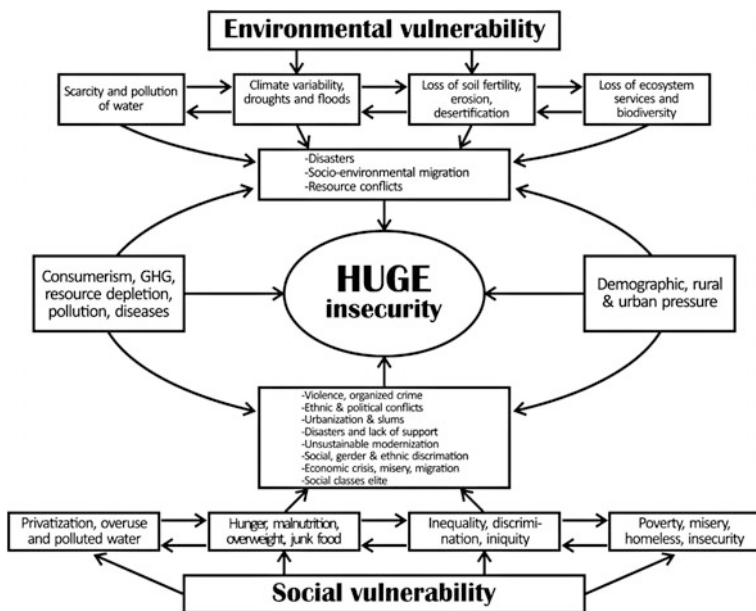 Environmental vulnerability
Scarcity and pollution
of water
Climate variability,
droughts and floods
Loss of soil fertility,
erosion,
desertification
Loss of ecosystem
services and
biodiversity
-Disasters
-Socio-environmental migration
-Resource conflicts
Consumerism, GHG,
resource depletion,
pollution, diseases
HUGE
insecurity
Demographic, rural
& urban pressure
-Violence, organized crime
-Ethnic & political conflicts
-Urbanization & slums
-Disasters and lack of support
-Unsustainable modernization
-Social, gender & ethnic discrimation
-Economic crisis, misery, migration
-Social classes elite
Privatization, overuse
and polluted water
Hunger, malnutrition,
overweight, junk food
Inequality, discrimi-
nation, iniquity
Poverty, misery,
homeless, insecurity
Social vulnerability